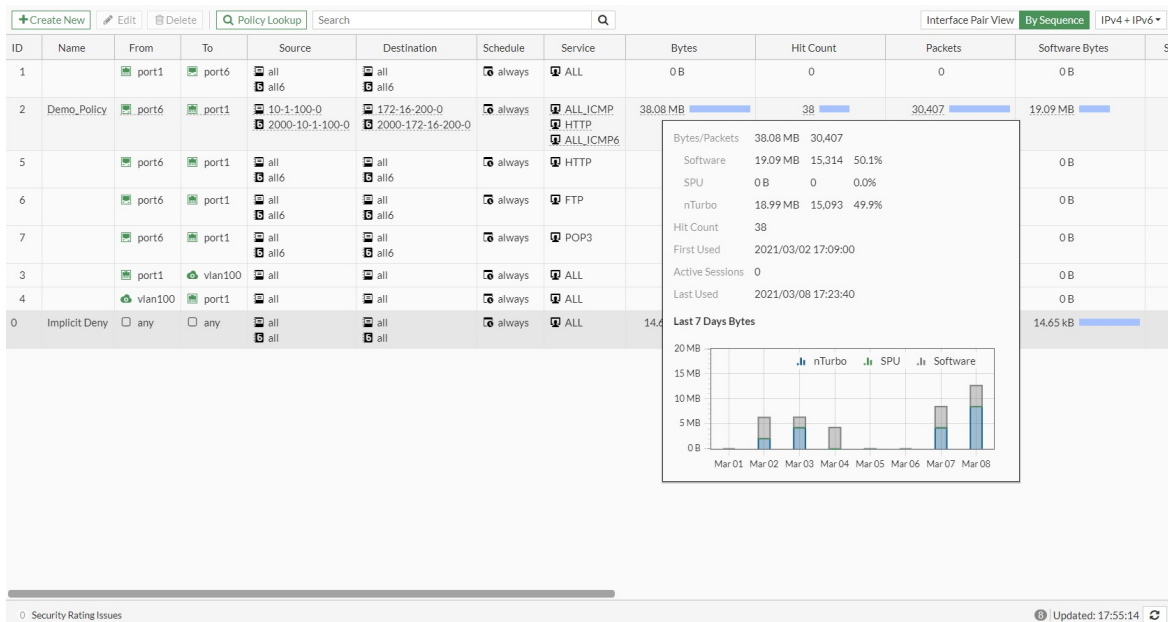 Create New Edit Delete Policy Lookup Search Interface Pair View By Sequence IPv4 + IPv6
ID Name From To Source Destination Schedule Service Bytes Hit Count Packets Software Bytes
1 port1 port6 all all always ALL 0 B 0 0 0 B
all6 all6
2 Demo_Policy port6 port1 10-1-100-0 172-16-200-0 always ALL_ICMP 38.08 MB 38 30,407 19.09 MB
2000-10-1-100-0 2000-172-16-200-0 HTTP
ALL_ICMP6
5 port6 port1 all all always HTTP 0 B
all6 all6
6 port6 port1 all all always FTP 0 B
all6 all6
7 port6 port1 all all always POP3 0 B
all6 all6
3 port1 vlan100 all all always ALL 0 B
4 vlan100 port1 all all always ALL 0 B
0 Implicit Deny any any all all always ALL 14.65 kB
all all
Bytes/Packets 38.08 MB 30,407
Software 19.09 MB 15,314 50.1%
SPU 0 B 0 0.0%
nTurbo 18.99 MB 15,093 49.9%
Hit Count 38
First Used 2021/03/02 17:09:00
Active Sessions 0
Last Used 2021/03/08 17:23:40
Last 7 Days Bytes
nTurbo SPU Software
20 MB
15 MB
10 MB
5 MB
0 B
Mar 01 Mar 02 Mar 03 Mar 04 Mar 05 Mar 06 Mar 07 Mar 08
0 Security Rating Issues 8 Updated: 17:55:14